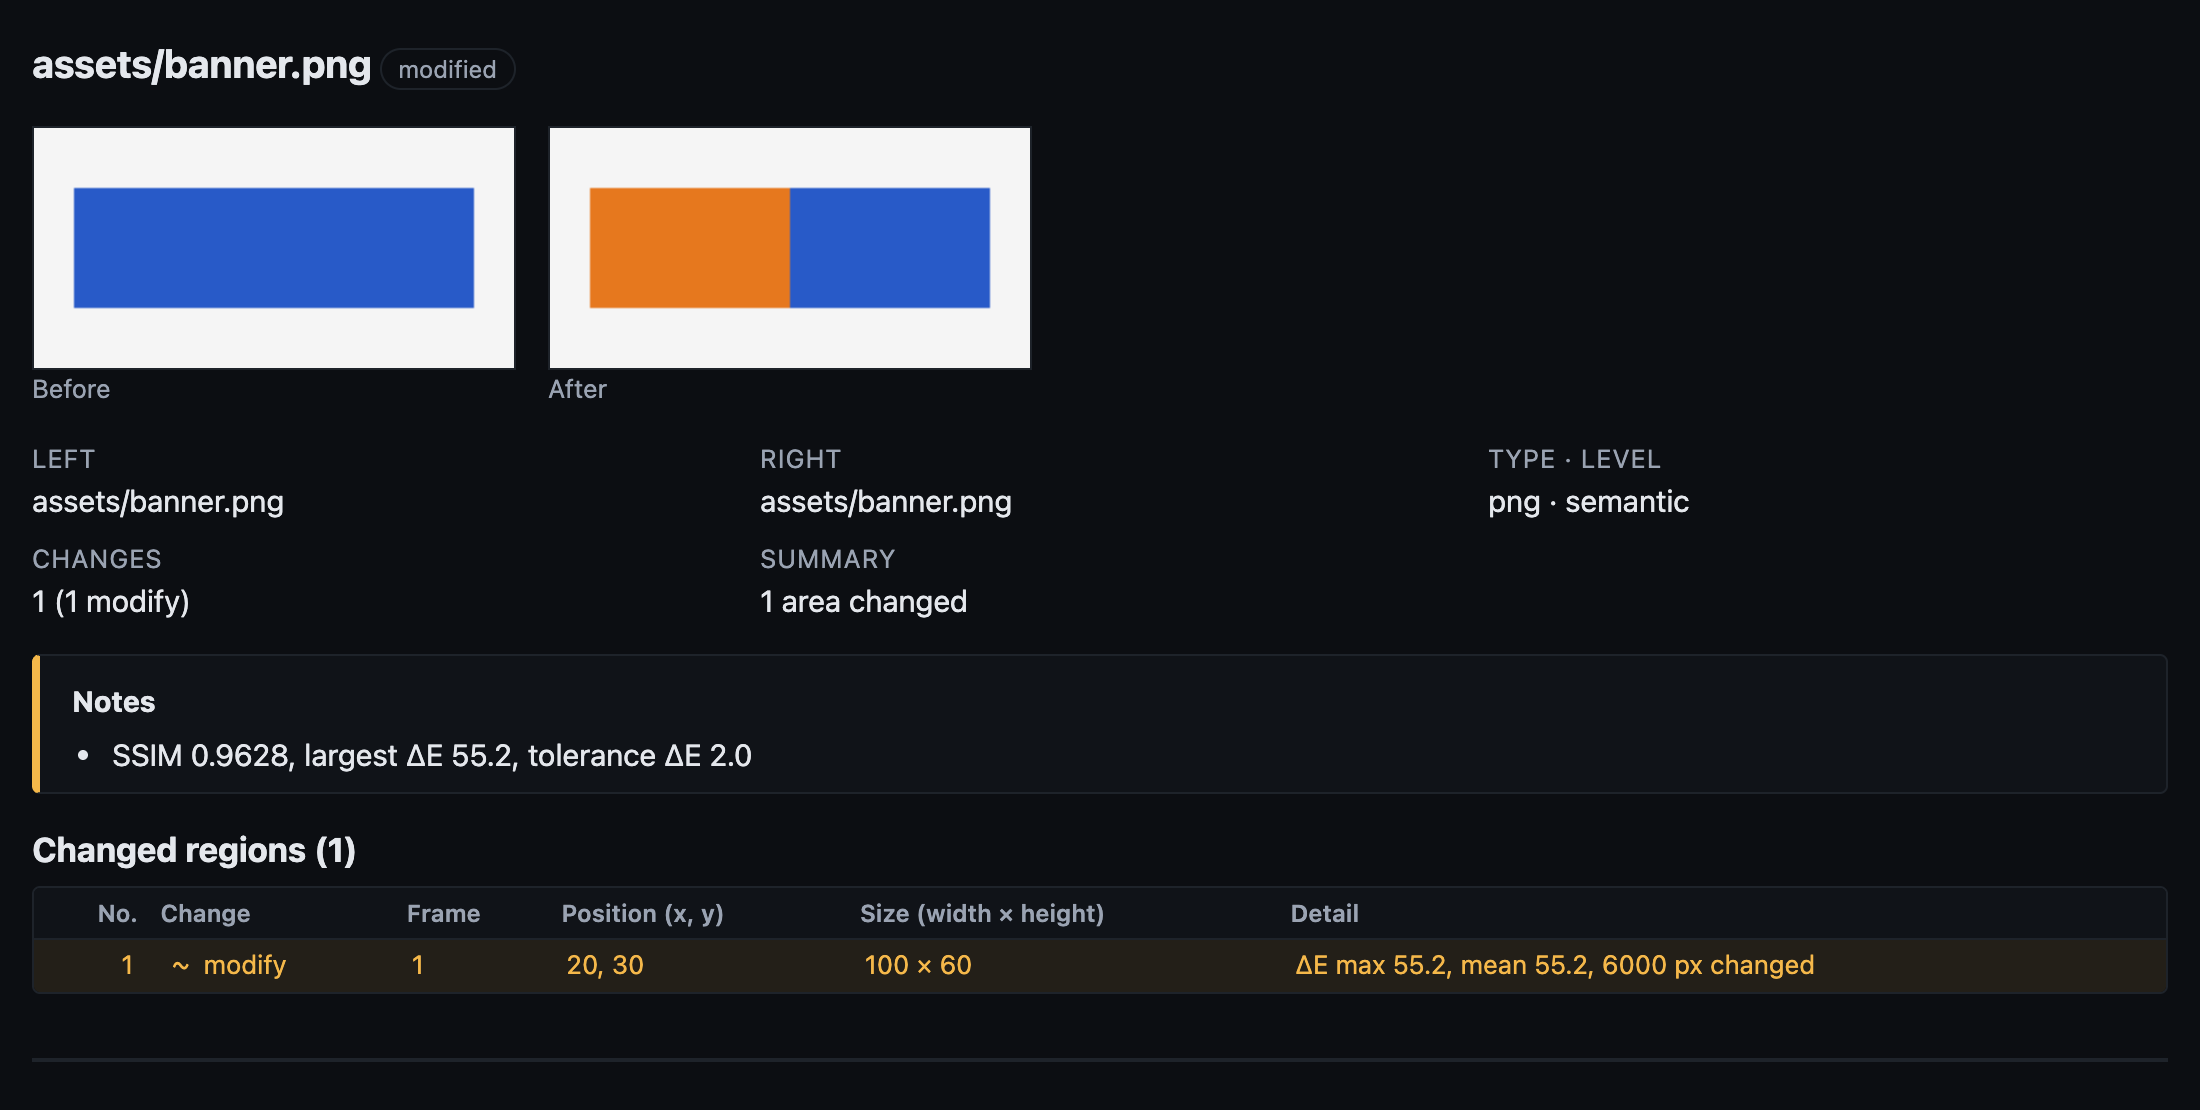 assets/banner.png modified
Before After
LEFT RIGHT TYPE · LEVEL
assets/banner.png assets/banner.png png · semantic
CHANGES SUMMARY
1 (1 modify) 1 area changed
Notes
• SSIM 0.9628, largest ΔE 55.2, tolerance ΔE 2.0
Changed regions (1)
No. Change Frame Position (x, y) Size (width × height) Detail
1 ~ modify 1 20, 30 100 × 60 ΔE max 55.2, mean 55.2, 6000 px changed